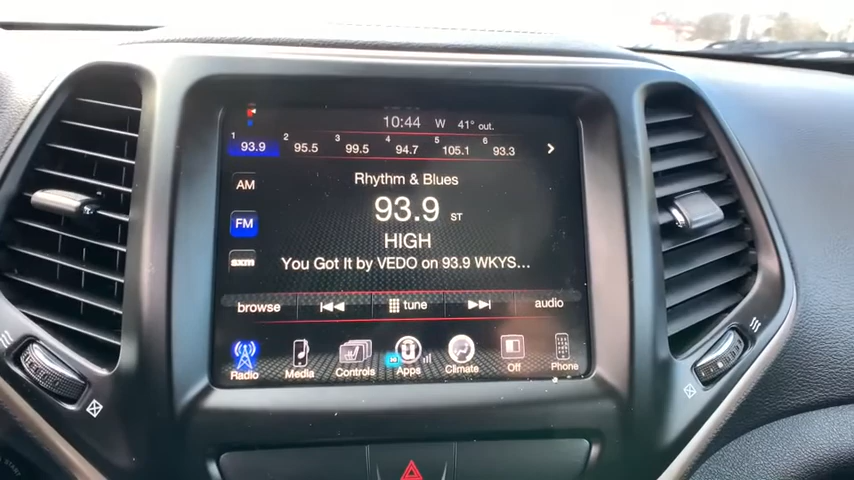 10:44 W 41° out.
1 93.9 2 95.5 3 99.5 4 94.7 5 105.1 6 93.3
AM
Rhythm & Blues
93.9 ST
FM
HIGH
sxm
You Got It by VEDO on 93.9 WKYS...
browse tune audio
Radio Media Controls Apps Climate Off Phone